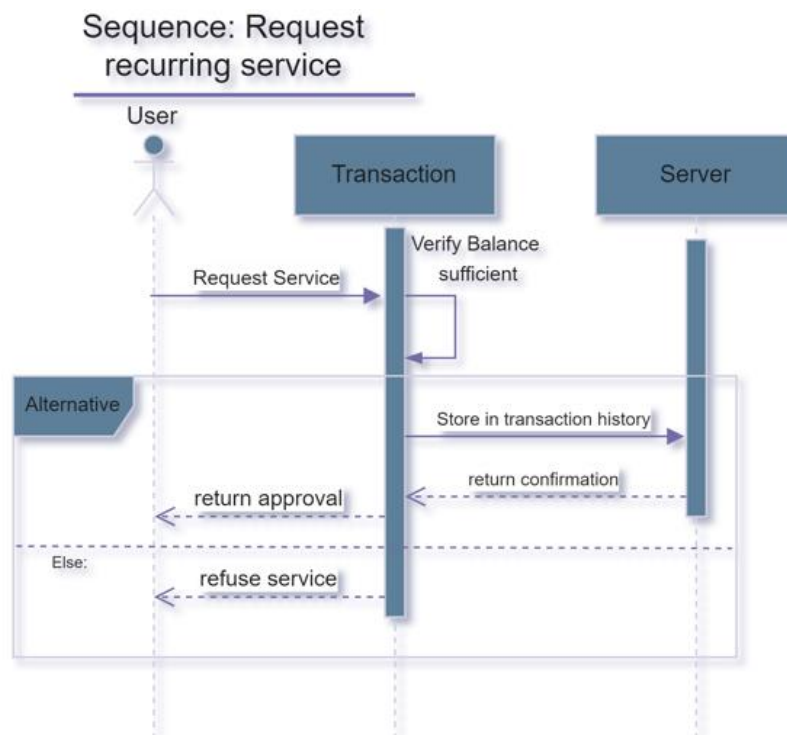 Sequence: Request
recurring service
User
Transaction
Server
Verify Balance
sufficient
Request Service
Alternative
Store in transaction history
return confirmation
return approval
Else:
refuse service